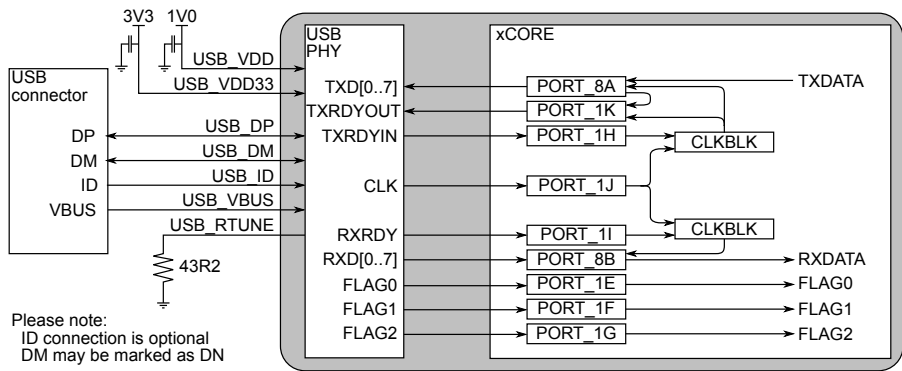 3V3 1V0
USB PHY
xCORE
USB_VDD
USB_VDD33
USB connector
TXD[0..7] PORT_8A TXDATA
TXRDYOUT PORT_1K
DP USB_DP TXRDYIN PORT_1H CLKBLK
DM USB_DM
ID USB_ID CLK PORT_1J
VBUS USB_VBUS
USB_RTUNE RXRDY PORT_1I CLKBLK
43R2 RXD[0..7] PORT_8B RXDATA
FLAG0 PORT_1E FLAG0
FLAG1 PORT_1F FLAG1
FLAG2 PORT_1G FLAG2
Please note:
ID connection is optional
DM may be marked as DN